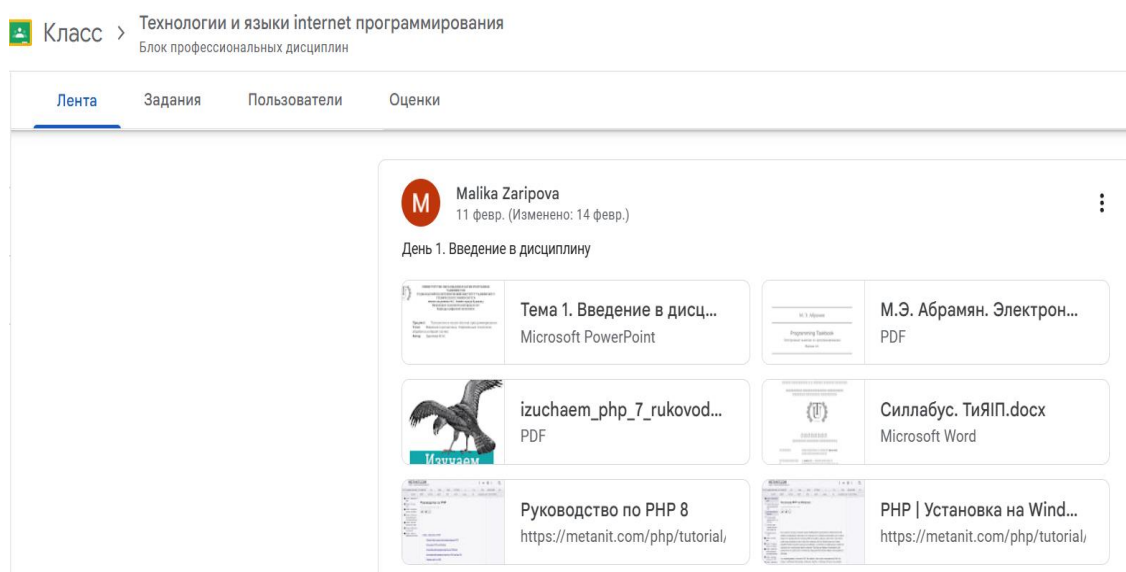 Класс
Технологии и языки internet программирования
Блок профессиональных дисциплин
Лента
Задания
Пользователи
Оценки
M
Malika Zaripova
11 февр. (Изменено: 14 февр.)
День 1. Введение в дисциплину
Тема 1. Введение в дисц...
Microsoft PowerPoint
М.Э. Абрамян. Электрон...
PDF
izuchaem_php_7_rukovod...
PDF
Изучаем
Силлабус. ТиЯIП.docx
Microsoft Word
Руководство по PHP 8
https://metanit.com/php/tutorial/
PHP | Установка на Wind...
https://metanit.com/php/tutorial/